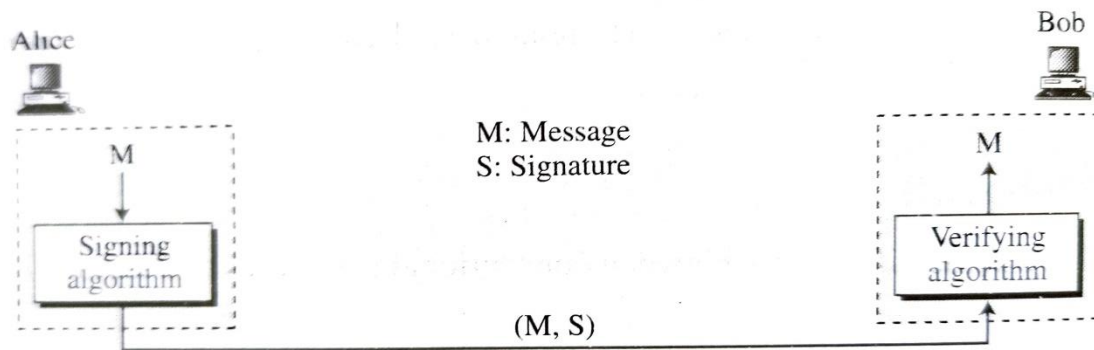 Alice
Bob
M: Message
S: Signature
M
M
Signing
algorithm
Verifying
algorithm
(M, S)